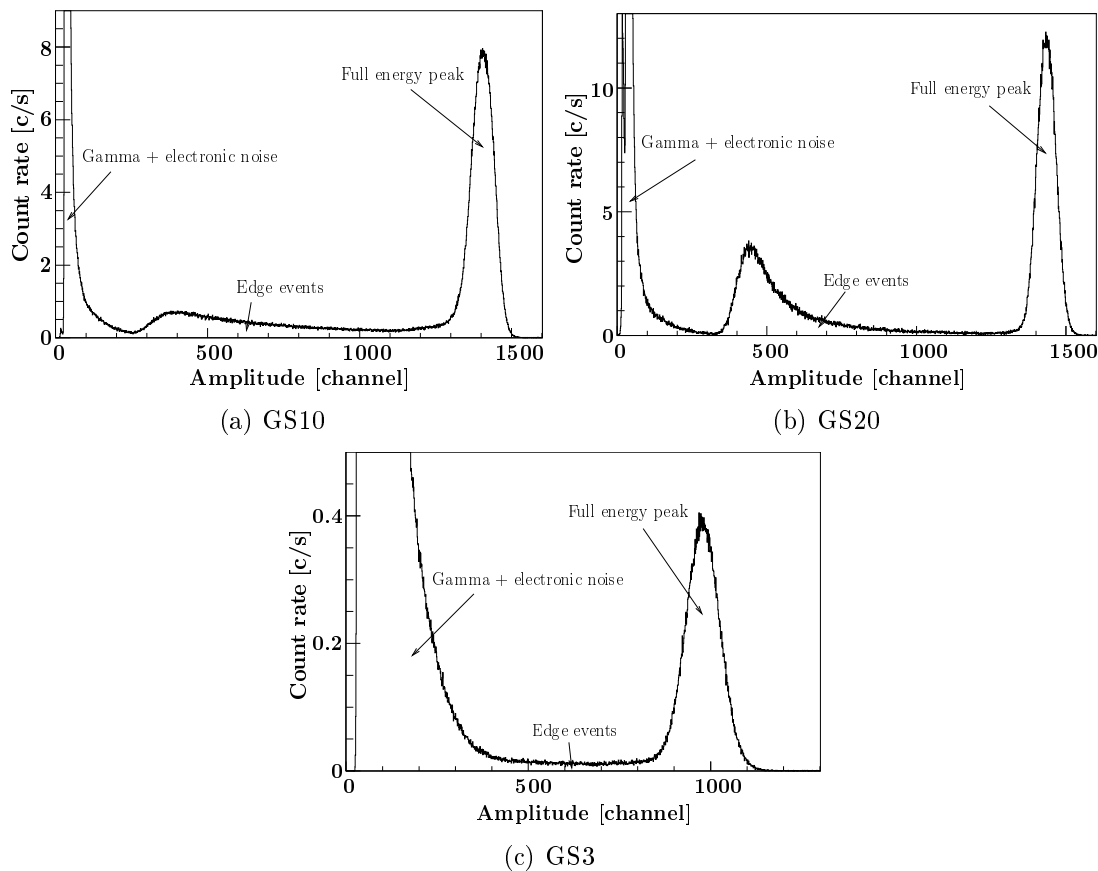 Count rate [c/s]
8
6
4
2
0
Full energy peak
Gamma + electronic noise
Edge events
0 500 1000 1500
Amplitude [channel]
(a) GS10
Count rate [c/s]
10
5
0
Full energy peak
Gamma + electronic noise
Edge events
0 500 1000 1500
Amplitude [channel]
(b) GS20
Count rate [c/s]
0.4
0.2
0
Full energy peak
Gamma + electronic noise
Edge events
0 500 1000
Amplitude [channel]
(c) GS3